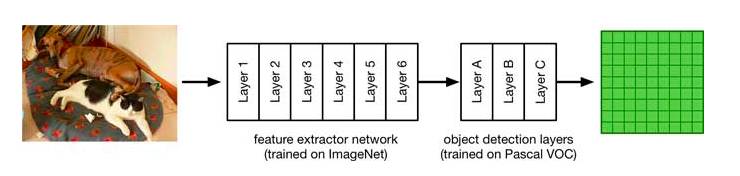 Layer 1
Layer 2
Layer 3
Layer 4
Layer 5
Layer 6
Layer A
Layer B
Layer C
feature extractor network
(trained on ImageNet)
object detection layers
(trained on Pascal VOC)